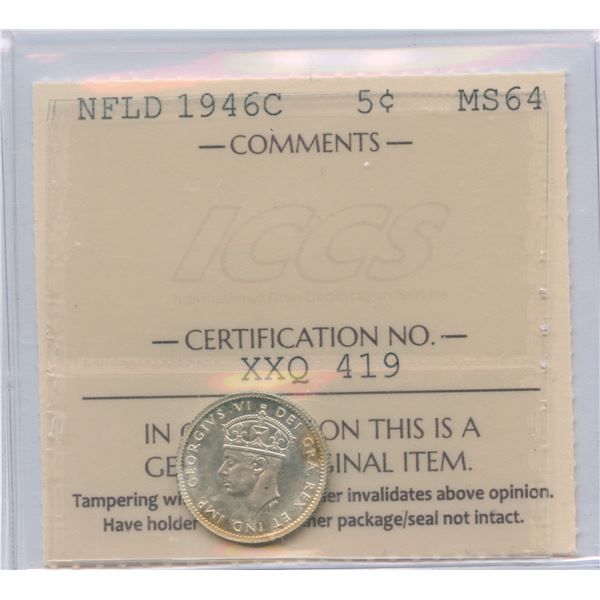 NFLD 1946C 5¢ MS64
— COMMENTS —
ICCS
International Coin Certification Service
— CERTIFICATION NO. —
XXQ 419
IN ON THIS IS A
GE INAL ITEM.
Tampering wi er invalidates above opinion.
Have holder her package/seal not intact.
GEORGIVS VI DEI GRA REX ET IND IMP